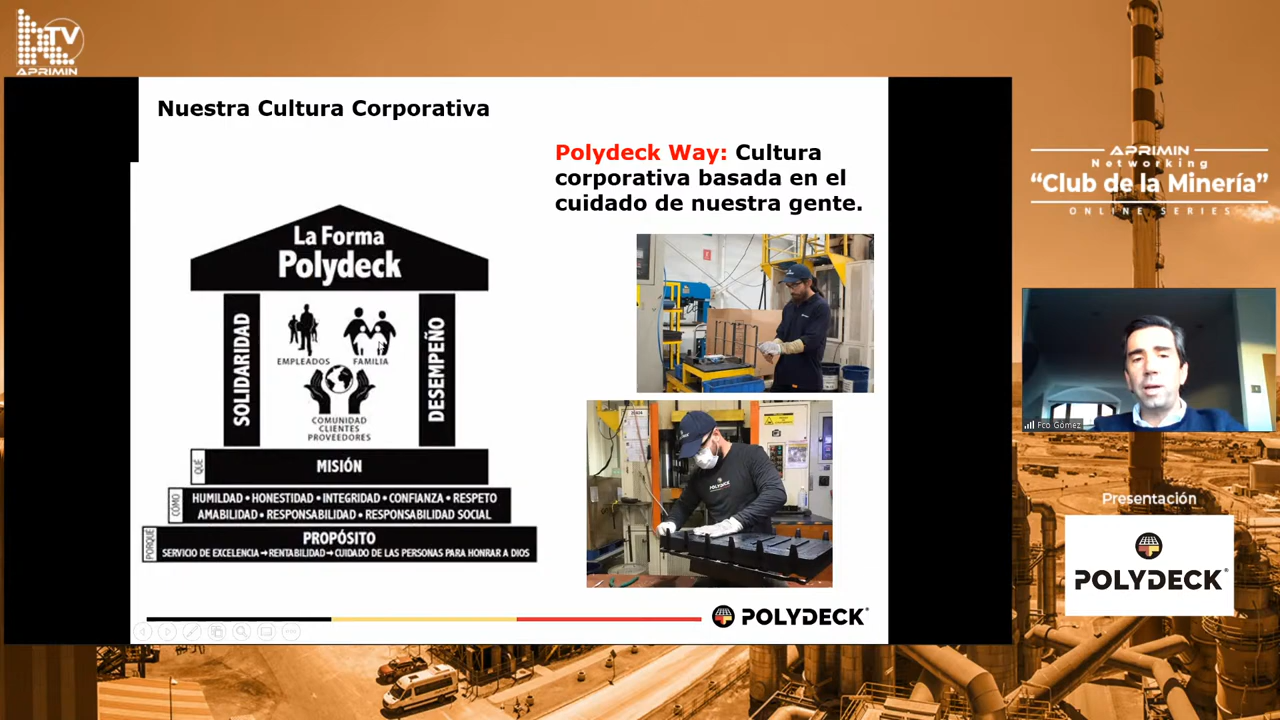 TV
APRIMIN
Nuestra Cultura Corporativa
Polydeck Way: Cultura
corporativa basada en el
cuidado de nuestra gente.
La Forma
Polydeck
SOLIDARIDAD
EMPLEADOS
FAMILIA
COMUNIDAD
CLIENTES
PROVEEDORES
DESEMPEÑO
QUÉ
MISIÓN
CÓMO
HUMILDAD • HONESTIDAD • INTEGRIDAD • CONFIANZA • RESPETO
AMABILIDAD • RESPONSABILIDAD • RESPONSABILIDAD SOCIAL
PORQUÉ
PROPÓSITO
SERVICIO DE EXCELENCIA → RENTABILIDAD → CUIDADO DE LAS PERSONAS PARA HONRAR A DIOS
POLYDECK
POLYDECK®
APRIMIN
Networking
“Club de la Minería”
ONLINE SERIES
Fco Gómez
Presentación
POLYDECK®